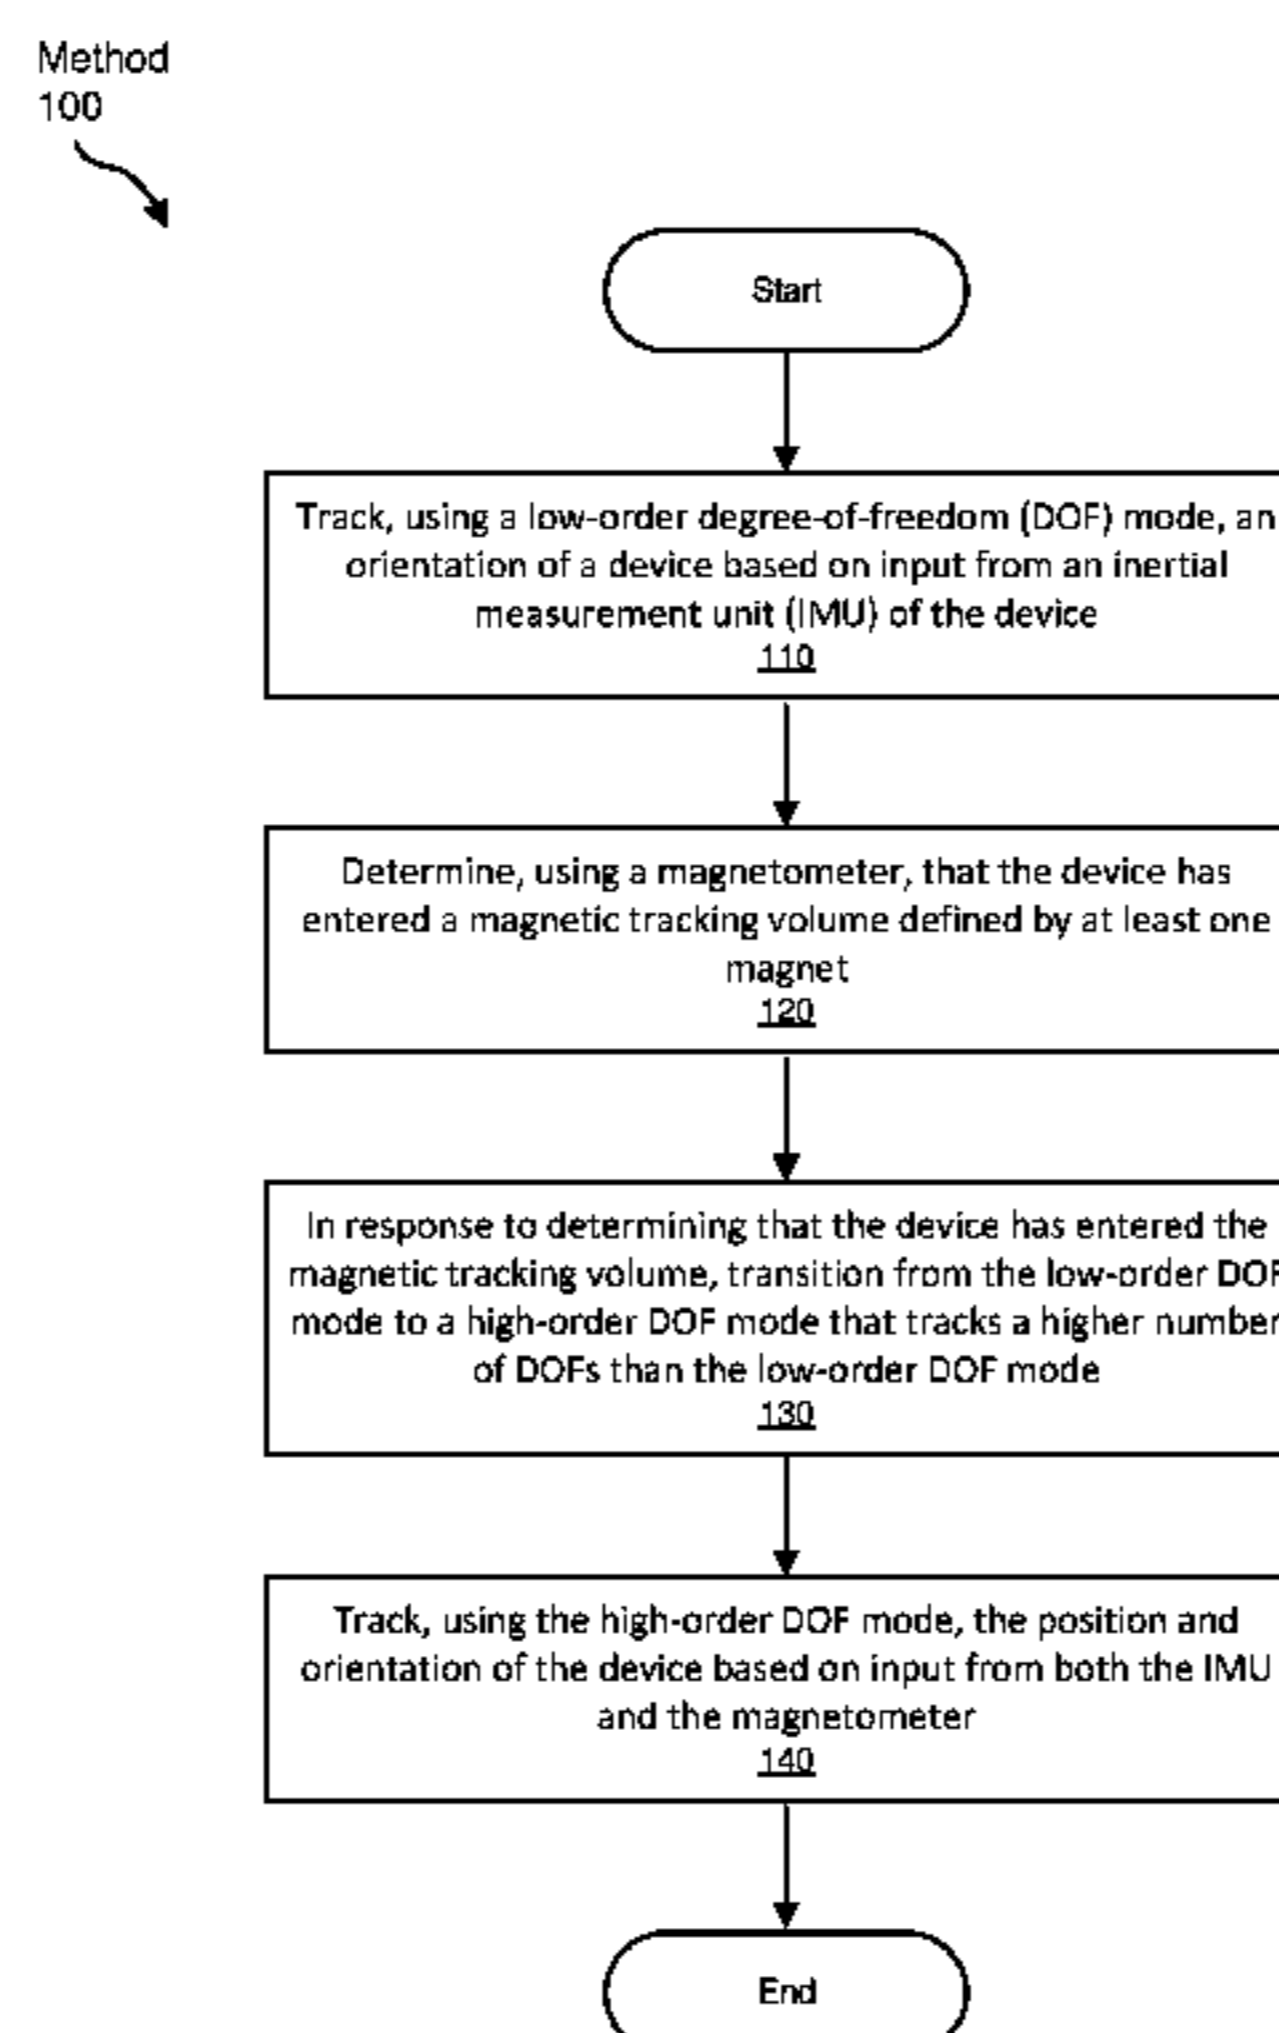 Method
100
Start
Track, using a low-order degree-of-freedom (DOF) mode, an
orientation of a device based on input from an inertial
measurement unit (IMU) of the device
110
Determine, using a magnetometer, that the device has
entered a magnetic tracking volume defined by at least one
magnet
120
In response to determining that the device has entered the
magnetic tracking volume, transition from the low-order DOF
mode to a high-order DOF mode that tracks a higher number
of DOFs than the low-order DOF mode
130
Track, using the high-order DOF mode, the position and
orientation of the device based on input from both the IMU
and the magnetometer
140
End